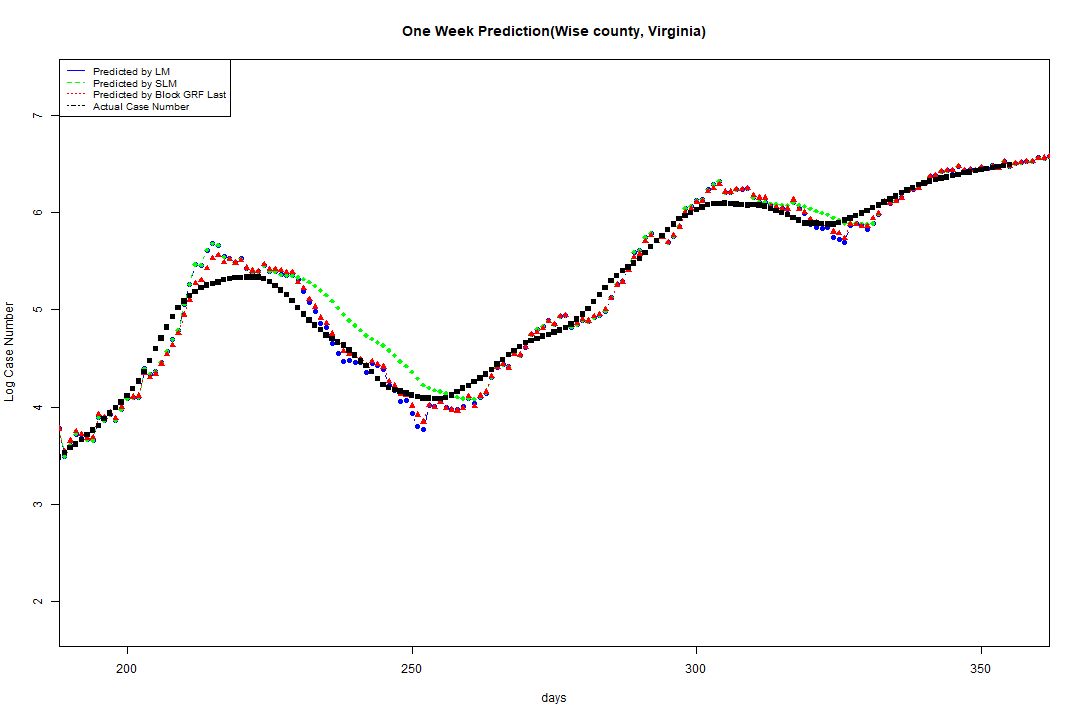 One Week Prediction(Wise county, Virginia)
Predicted by LM
Predicted by SLM
Predicted by Block GRF Last
Actual Case Number
7
6
5
4
3
2
Log Case Number
200 250 300 350
days